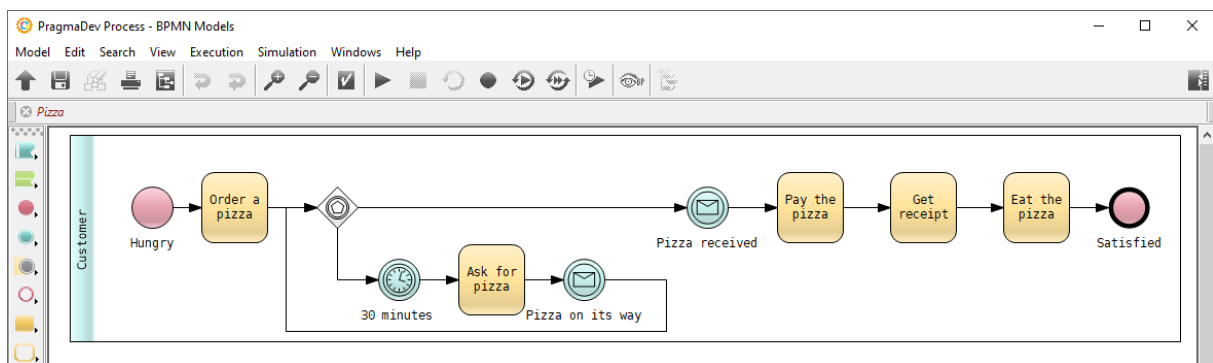 PragmaDev Process - BPMN Models
Model Edit Search View Execution Simulation Windows Help
BP
Pizza
Customer
Hungry
Order a
pizza
30 minutes
Ask for
pizza
Pizza on its way
Pizza received
Pay the
pizza
Get
receipt
Eat the
pizza
Satisfied